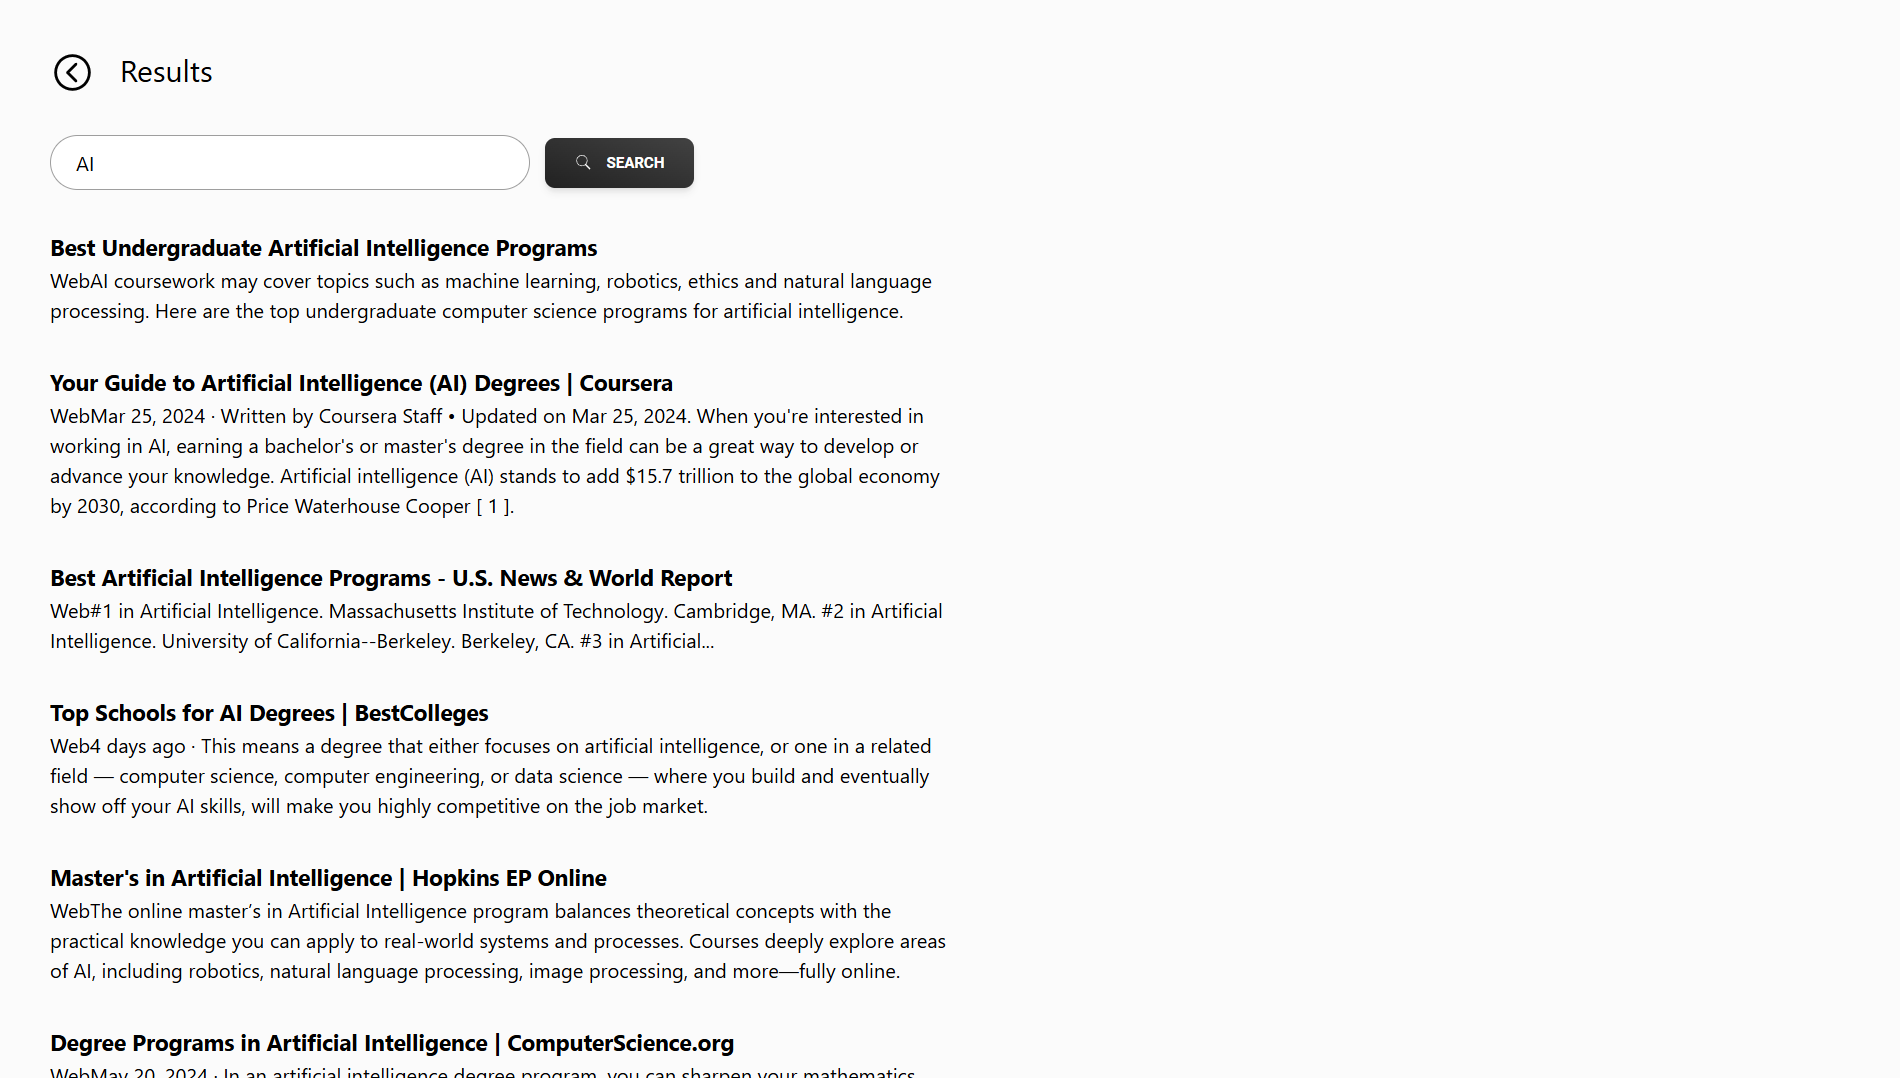 Results
AI
SEARCH
Best Undergraduate Artificial Intelligence Programs
WebAI coursework may cover topics such as machine learning, robotics, ethics and natural language
processing. Here are the top undergraduate computer science programs for artificial intelligence.
Your Guide to Artificial Intelligence (AI) Degrees | Coursera
WebMar 25, 2024 · Written by Coursera Staff • Updated on Mar 25, 2024. When you're interested in
working in AI, earning a bachelor's or master's degree in the field can be a great way to develop or
advance your knowledge. Artificial intelligence (AI) stands to add $15.7 trillion to the global economy
by 2030, according to Price Waterhouse Cooper [ 1 ].
Best Artificial Intelligence Programs - U.S. News & World Report
Web#1 in Artificial Intelligence. Massachusetts Institute of Technology. Cambridge, MA. #2 in Artificial
Intelligence. University of California--Berkeley. Berkeley, CA. #3 in Artificial...
Top Schools for AI Degrees | BestColleges
Web4 days ago · This means a degree that either focuses on artificial intelligence, or one in a related
field — computer science, computer engineering, or data science — where you build and eventually
show off your AI skills, will make you highly competitive on the job market.
Master's in Artificial Intelligence | Hopkins EP Online
WebThe online master’s in Artificial Intelligence program balances theoretical concepts with the
practical knowledge you can apply to real-world systems and processes. Courses deeply explore areas
of AI, including robotics, natural language processing, image processing, and more—fully online.
Degree Programs in Artificial Intelligence | ComputerScience.org
WebMay 20, 2024 · In an artificial intelligence degree program, you can sharpen your mathematics,